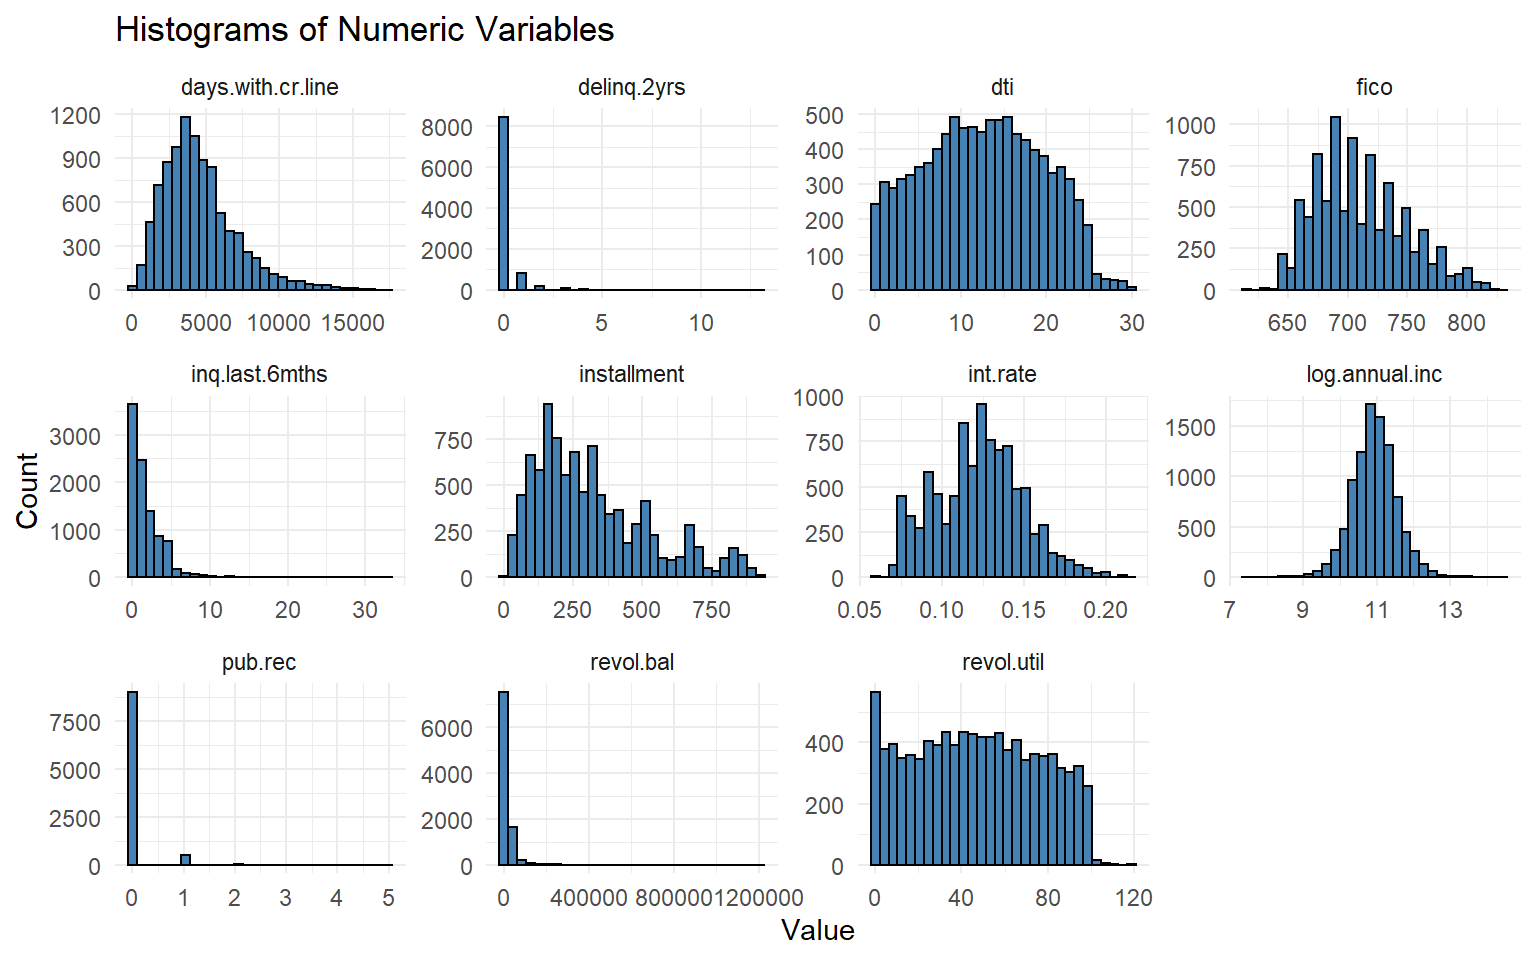 Histograms of Numeric Variables
days.with.cr.line
delinq.2yrs
dti
fico
1200
900
600
300
0
8000
6000
4000
2000
0
500
400
300
200
100
0
1000
750
500
250
0
0 5000 10000 15000
0 5 10
0 10 20 30
650 700 750 800
inq.last.6mths
installment
int.rate
log.annual.inc
3000
2000
1000
0
750
500
250
0
1000
750
500
250
0
1500
1000
500
0
0 10 20 30
0 250 500 750
0.05 0.10 0.15 0.20
7 9 11 13
pub.rec
revol.bal
revol.util
7500
5000
2500
0
6000
4000
2000
0
400
200
0
0 1 2 3 4 5
0 400000 800000 1200000
0 40 80 120
Count
Value